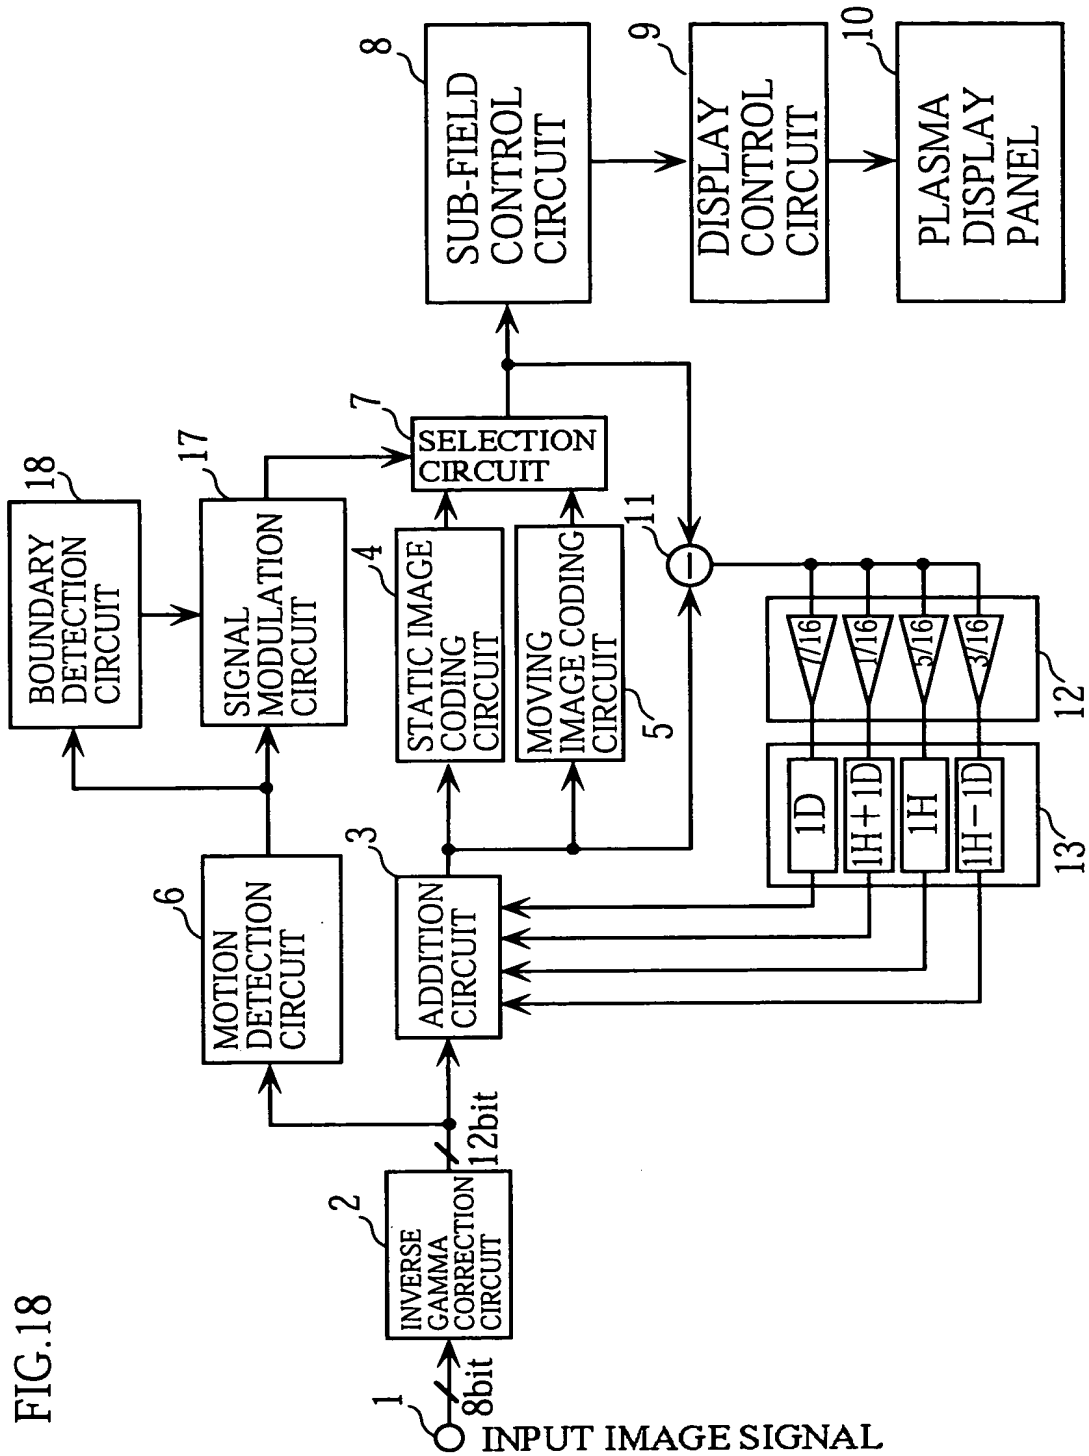 FIG.18
1
INPUT IMAGE SIGNAL
8bit
2
INVERSE
GAMMA
CORRECTION
CIRCUIT
12bit
6
MOTION
DETECTION
CIRCUIT
3
ADDITION
CIRCUIT
18
BOUNDARY
DETECTION
CIRCUIT
17
SIGNAL
MODULATION
CIRCUIT
4
STATIC IMAGE
CODING
CIRCUIT
MOVING
IMAGE CODING
CIRCUIT
5
7
SELECTION
CIRCUIT
8
SUB-FIELD
CONTROL
CIRCUIT
9
DISPLAY
CONTROL
CIRCUIT
10
PLASMA
DISPLAY
PANEL
11
7/16
1/16
5/16
3/16
12
1D
1H+1D
1H
1H-1D
13